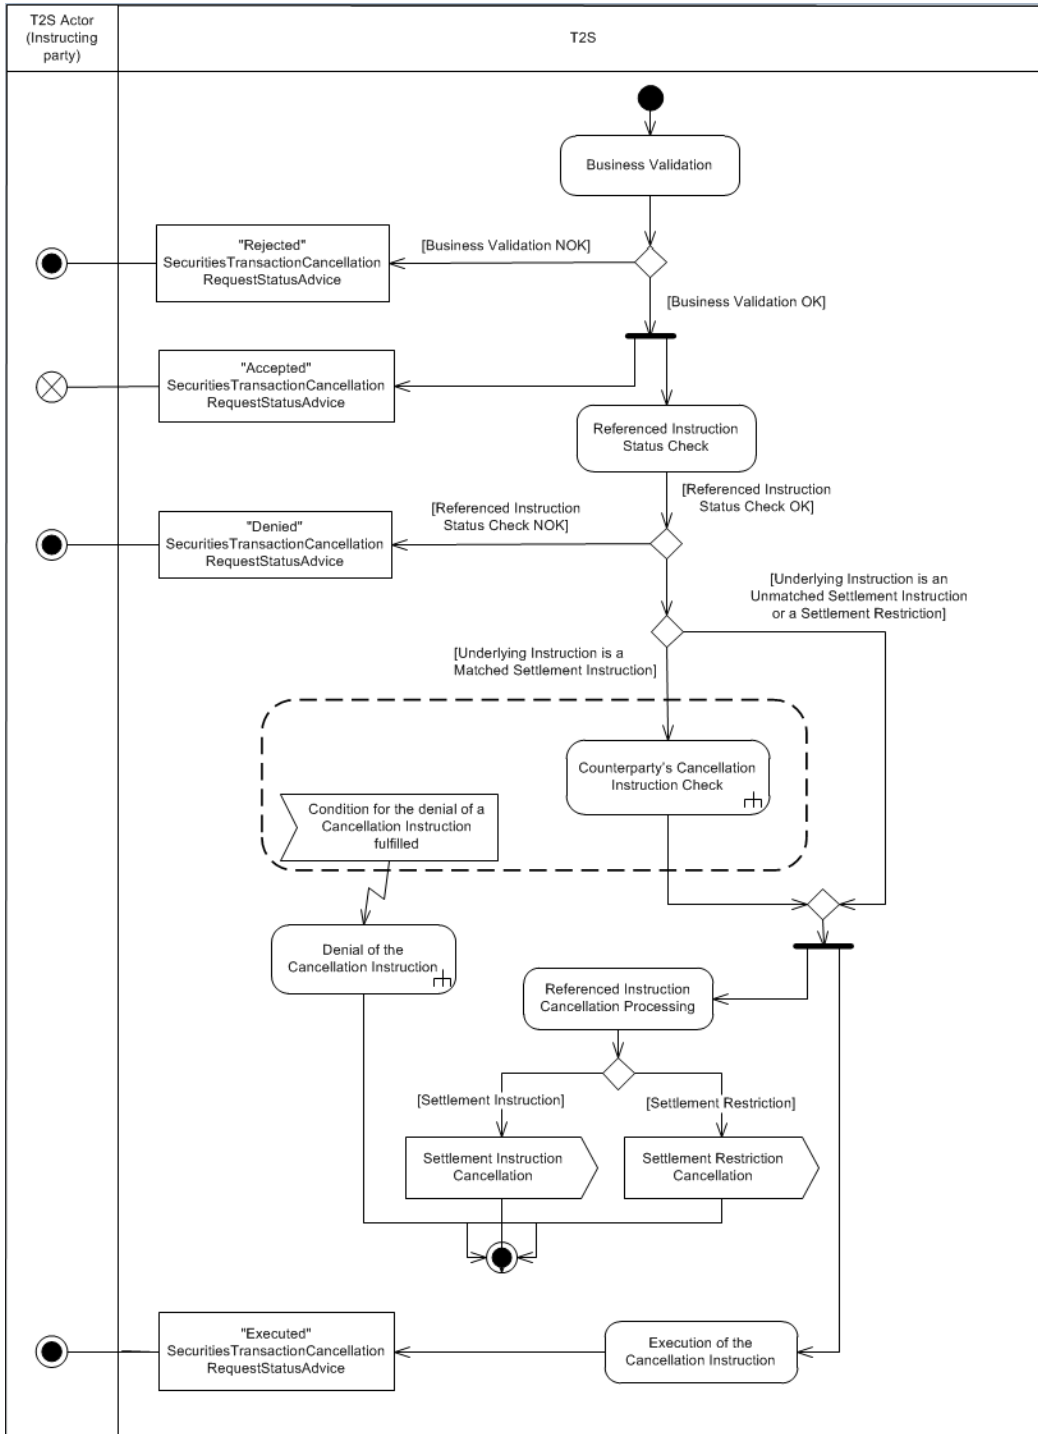 T2S Actor
(Instructing
party)
T2S
Business Validation
"Rejected"
SecuritiesTransactionCancellation
RequestStatusAdvice
[Business Validation NOK]
[Business Validation OK]
"Accepted"
SecuritiesTransactionCancellation
RequestStatusAdvice
Referenced Instruction
Status Check
[Referenced Instruction
Status Check OK]
[Referenced Instruction
Status Check NOK]
"Denied"
SecuritiesTransactionCancellation
RequestStatusAdvice
[Underlying Instruction is an
Unmatched Settlement Instruction
or a Settlement Restriction]
[Underlying Instruction is a
Matched Settlement Instruction]
Counterparty's Cancellation
Instruction Check
Condition for the denial of a
Cancellation Instruction
fulfilled
Denial of the
Cancellation Instruction
Referenced Instruction
Cancellation Processing
[Settlement Instruction]
[Settlement Restriction]
Settlement Instruction
Cancellation
Settlement Restriction
Cancellation
"Executed"
SecuritiesTransactionCancellation
RequestStatusAdvice
Execution of the
Cancellation Instruction